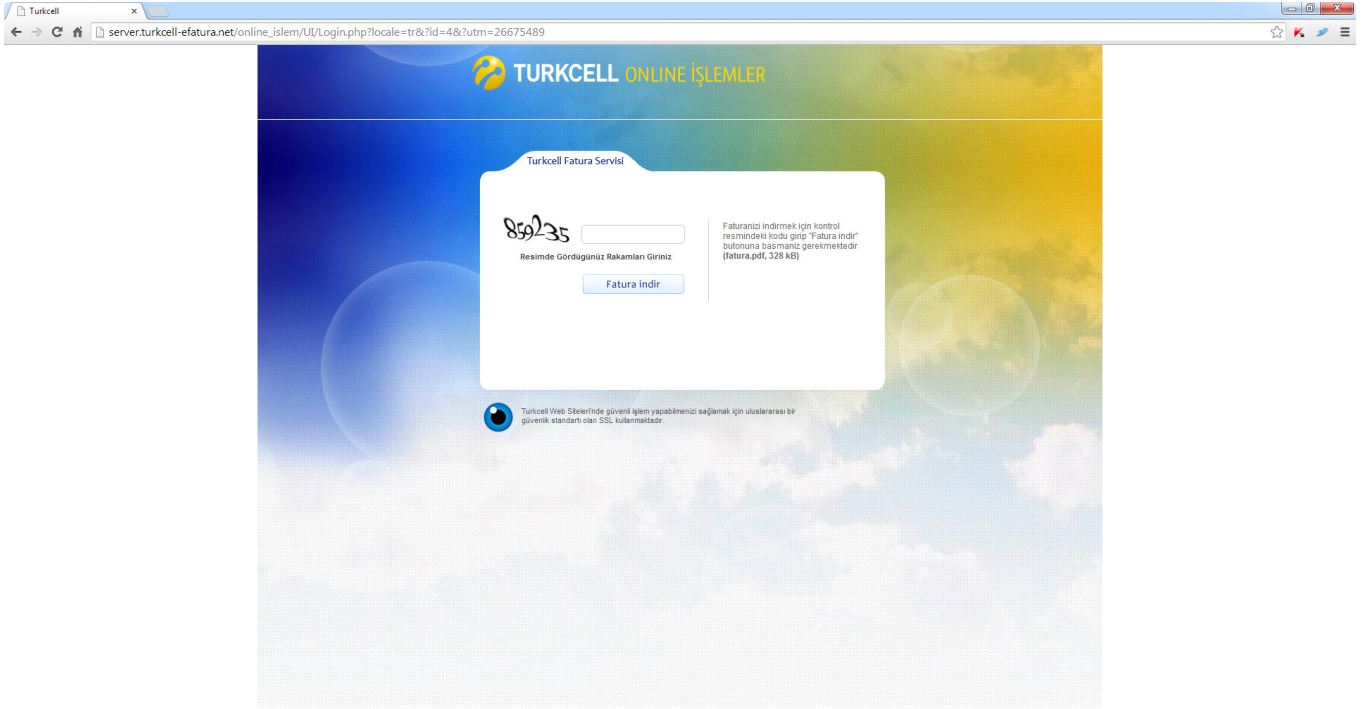 Turkcell
server.turkcell-efatura.net/online_islem/UI/Login.php?locale=tr&?id=4&?utm=26675489
TURKCELL ONLINE İŞLEMLER
Turkcell Fatura Servisi
859235
Resimde Gördügünüz Rakamları Giriniz
Fatura indir
Faturanizi indirmek için kontrol
resmindeki kodu girip "Fatura indir"
butonuna basmaniz gerekmektedir
(fatura.pdf, 328 kB)
Turkcell Web Siteleri'nde güvenli işlem yapabilmenizi sağlamak için uluslararası bir
güvenlik standartı olan SSL kullanmaktadır.